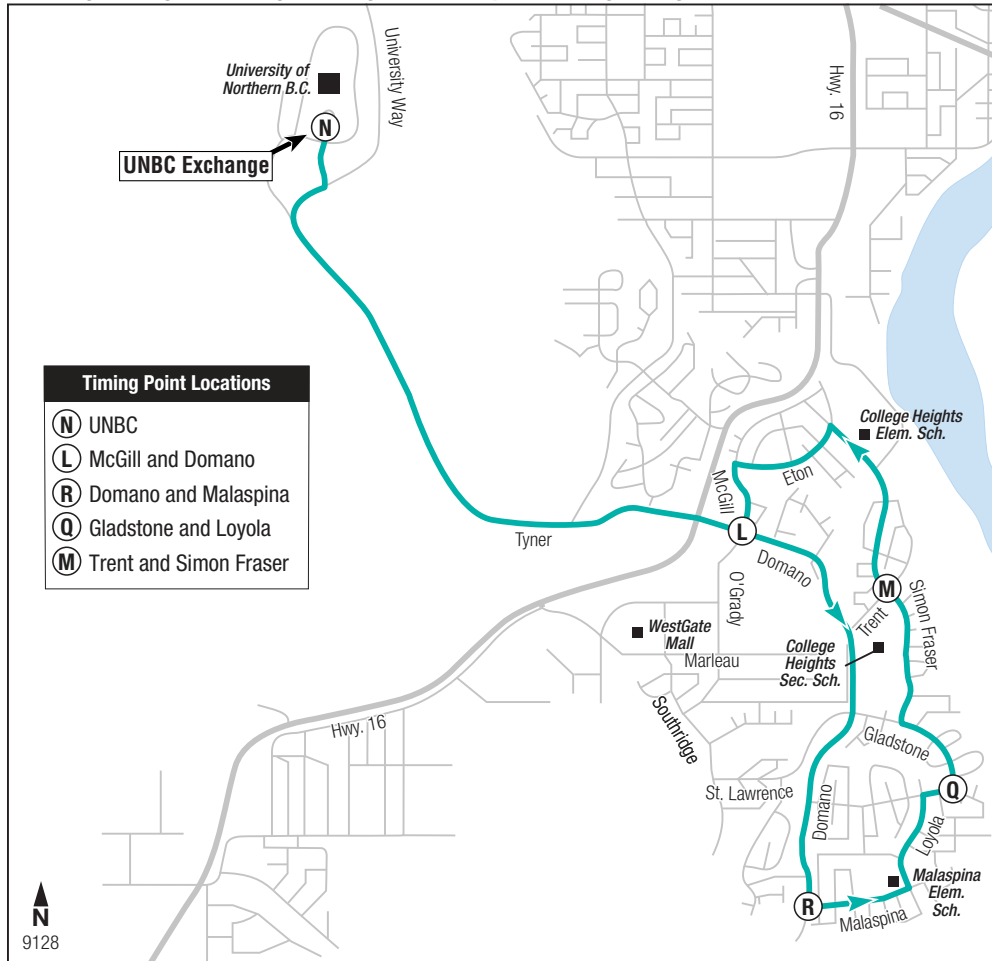 University of
Northern B.C.
University Way
Hwy. 16
N
UNBC Exchange
Timing Point Locations
N UNBC
L McGill and Domano
R Domano and Malaspina
Q Gladstone and Loyola
M Trent and Simon Fraser
College Heights
Elem. Sch.
Eton
McGill
L
Tyner
Domano
O'Grady
M
Simon Fraser
Trent
WestGate
Mall
Marleau
College
Heights
Sec. Sch.
Southridge
Hwy. 16
Gladstone
St. Lawrence
Q
Domano
Loyola
Malaspina
Elem.
Sch.
R
Malaspina
N
9128